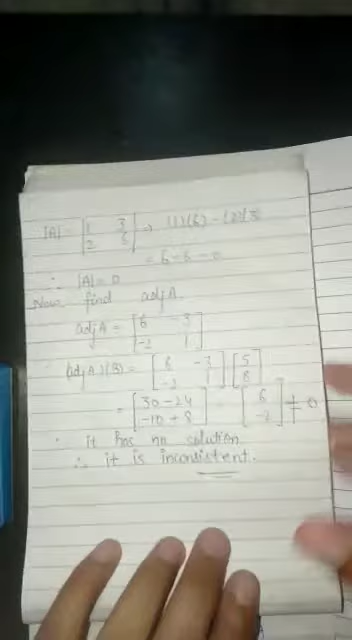 |A| = |1 3
2 6| → (1)(6) - (2)(3
= 6 - 6 = 0
∴ |A| = 0
Now find adj A.
adj A = [6 -3
-2 1]
(adj A)(B) = [6 -3
-2 1] [5
8]
= [30 - 24
-10 + 8] = [6
-2] ≠ 0
∴ it has no solution
∴ it is inconsistent.